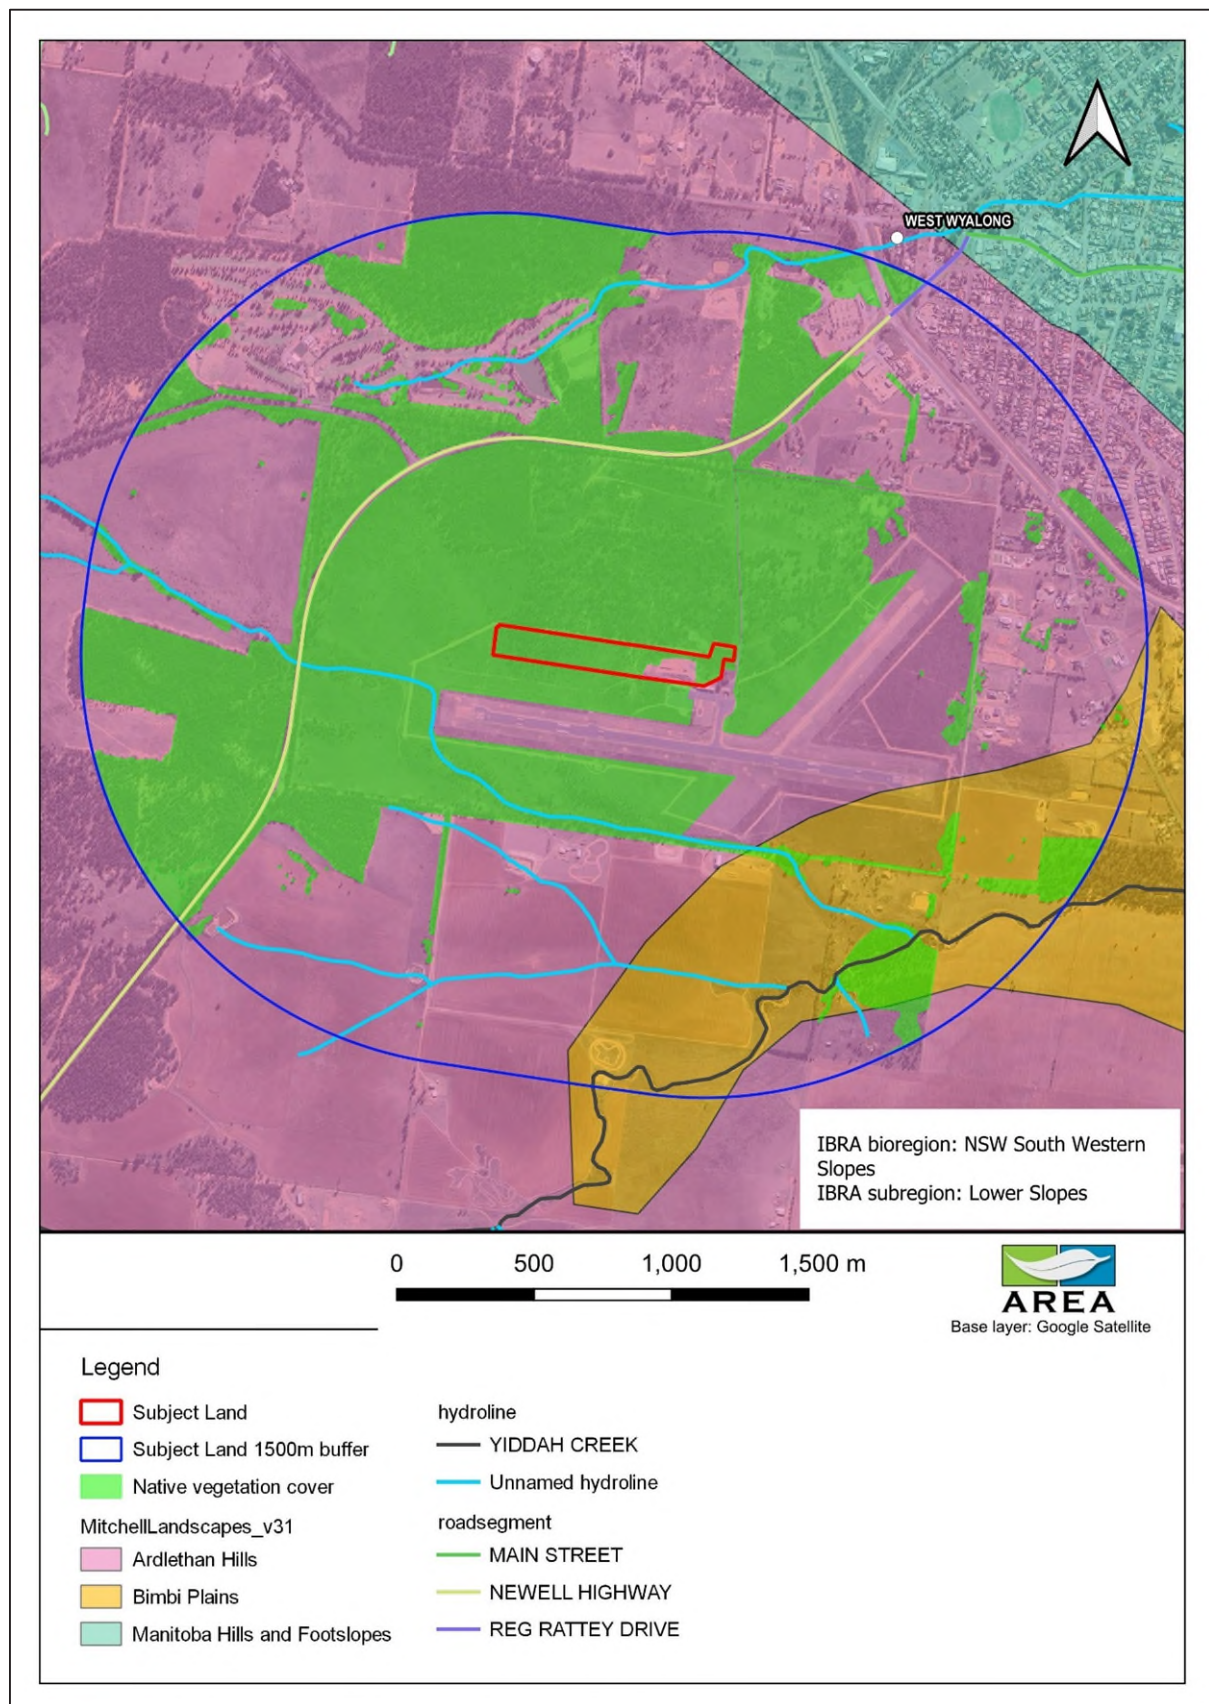 WEST WYALONG
IBRA bioregion: NSW South Western
Slopes
IBRA subregion: Lower Slopes
0 500 1,000 1,500 m
AREA
Base layer: Google Satellite
Legend
Subject Land
Subject Land 1500m buffer
Native vegetation cover
MitchellLandscapes_v31
Ardlethan Hills
Bimbi Plains
Manitoba Hills and Footslopes
hydroline
YIDDAH CREEK
Unnamed hydroline
roadsegment
MAIN STREET
NEWELL HIGHWAY
REG RATTEY DRIVE